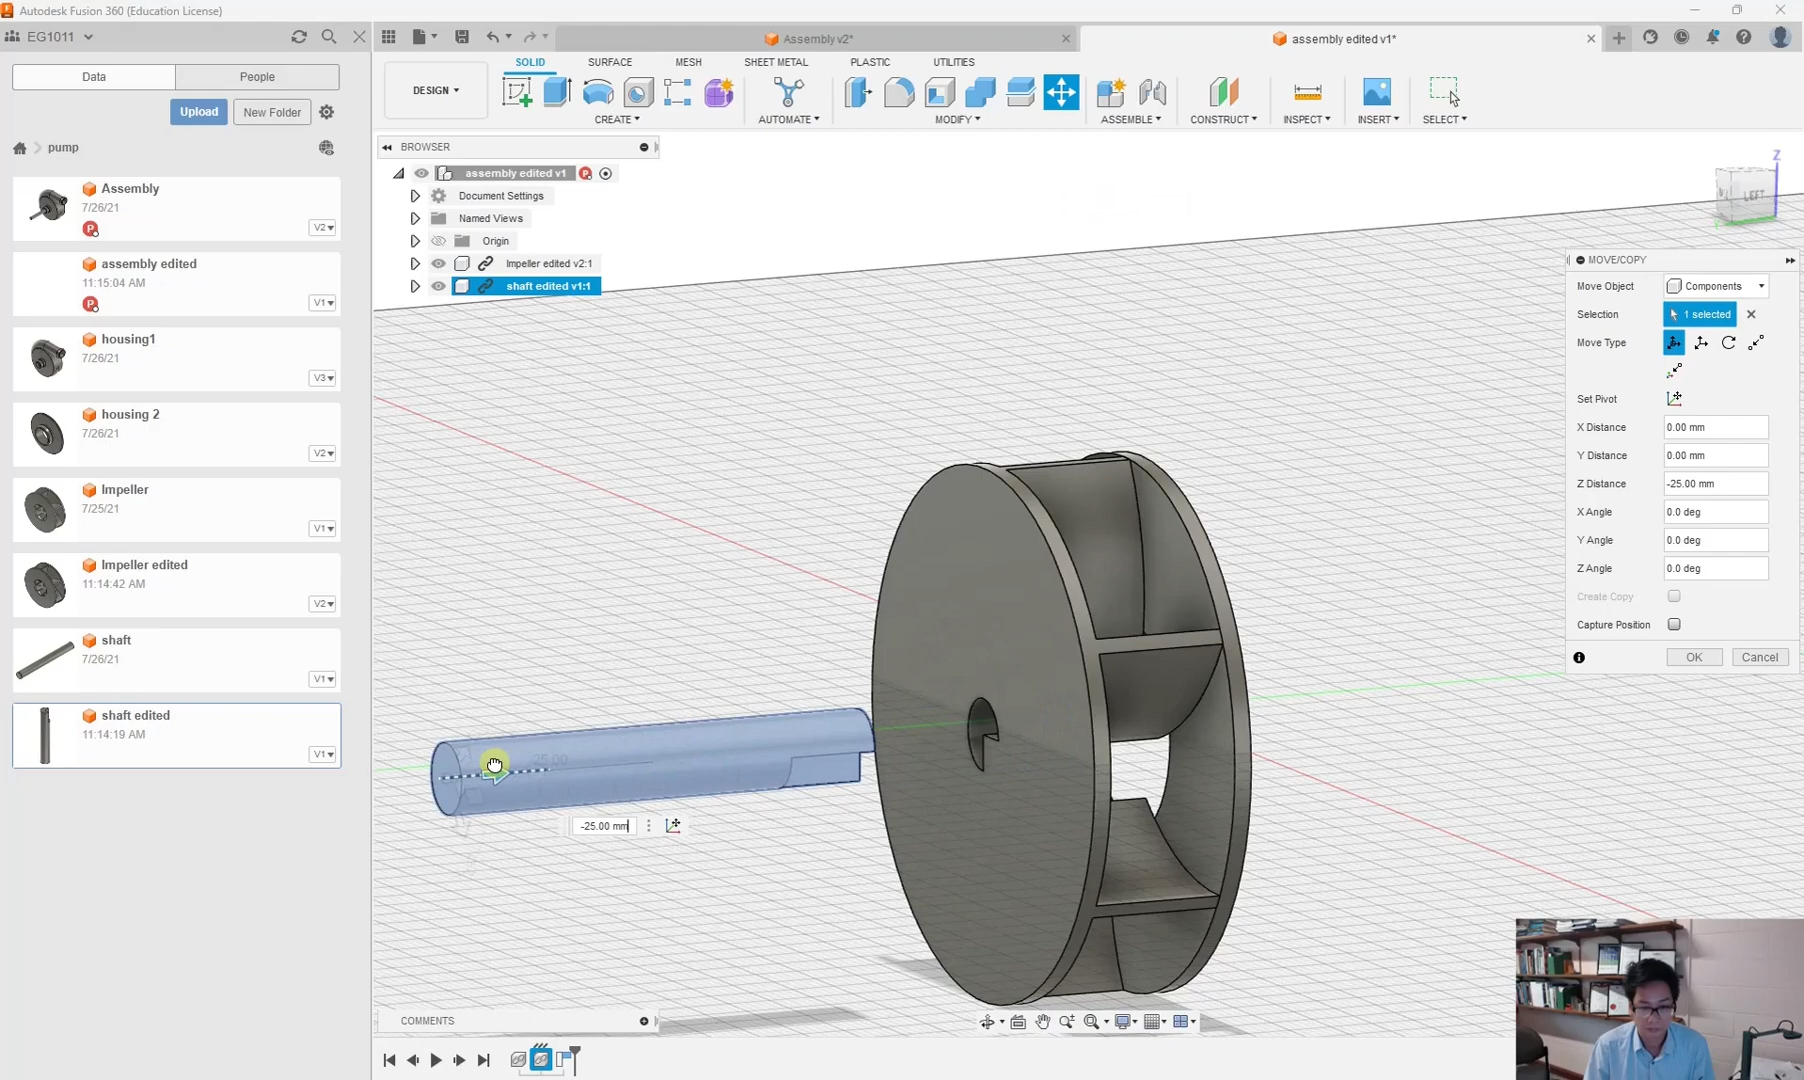 Autodesk Fusion 360 (Education License)
EG1011
Assembly v2*
assembly edited v1*
Data
People
Upload
New Folder
pump
Assembly
7/26/21
V2
assembly edited
11:15:04 AM
V1
housing1
7/26/21
V3
housing 2
7/26/21
V2
Impeller
7/25/21
V1
Impeller edited
11:14:42 AM
V2
shaft
7/26/21
V1
shaft edited
11:14:19 AM
V1
DESIGN
SOLID
SURFACE
MESH
SHEET METAL
PLASTIC
UTILITIES
CREATE
AUTOMATE
MODIFY
ASSEMBLE
CONSTRUCT
INSPECT
INSERT
SELECT
BROWSER
assembly edited v1
Document Settings
Named Views
Origin
Impeller edited v2:1
shaft edited v1:1
Z
LEFT
MOVE/COPY
Move Object
Components
Selection
1 selected
Move Type
Set Pivot
X Distance
0.00 mm
Y Distance
0.00 mm
Z Distance
-25.00 mm
X Angle
0.0 deg
Y Angle
0.0 deg
Z Angle
0.0 deg
Create Copy
Capture Position
OK
Cancel
25.00
-25.00 mm
COMMENTS